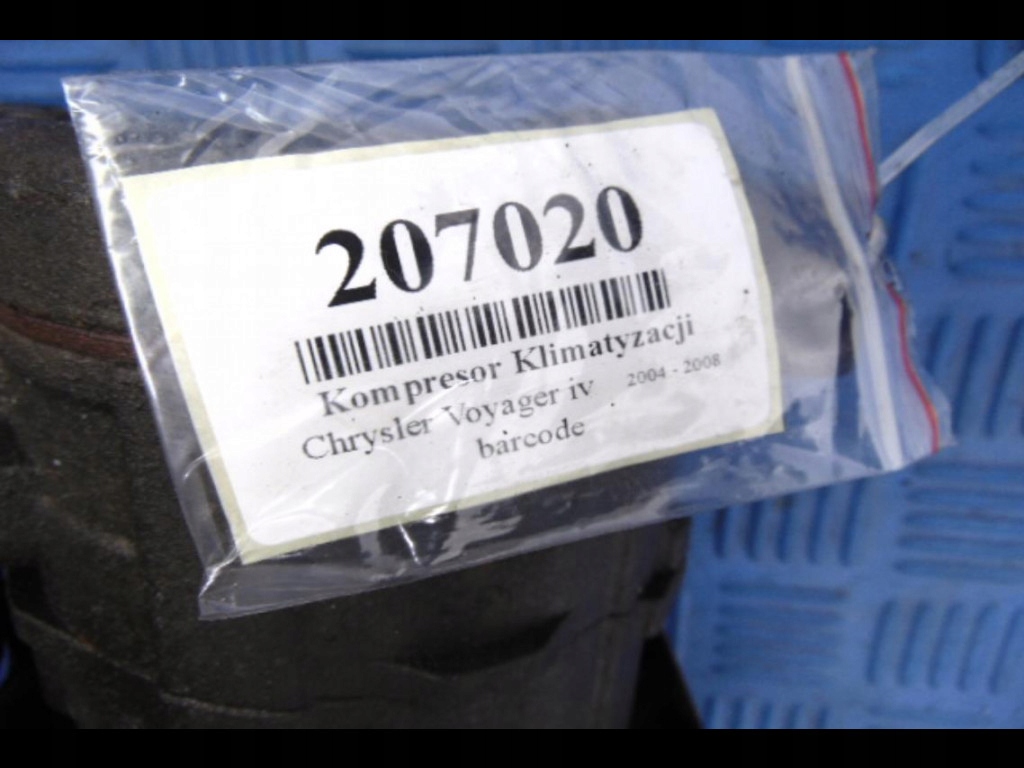 207020
Kompresor Klimatyzacji
Chrysler Voyager iv 2004 - 2008
barcode